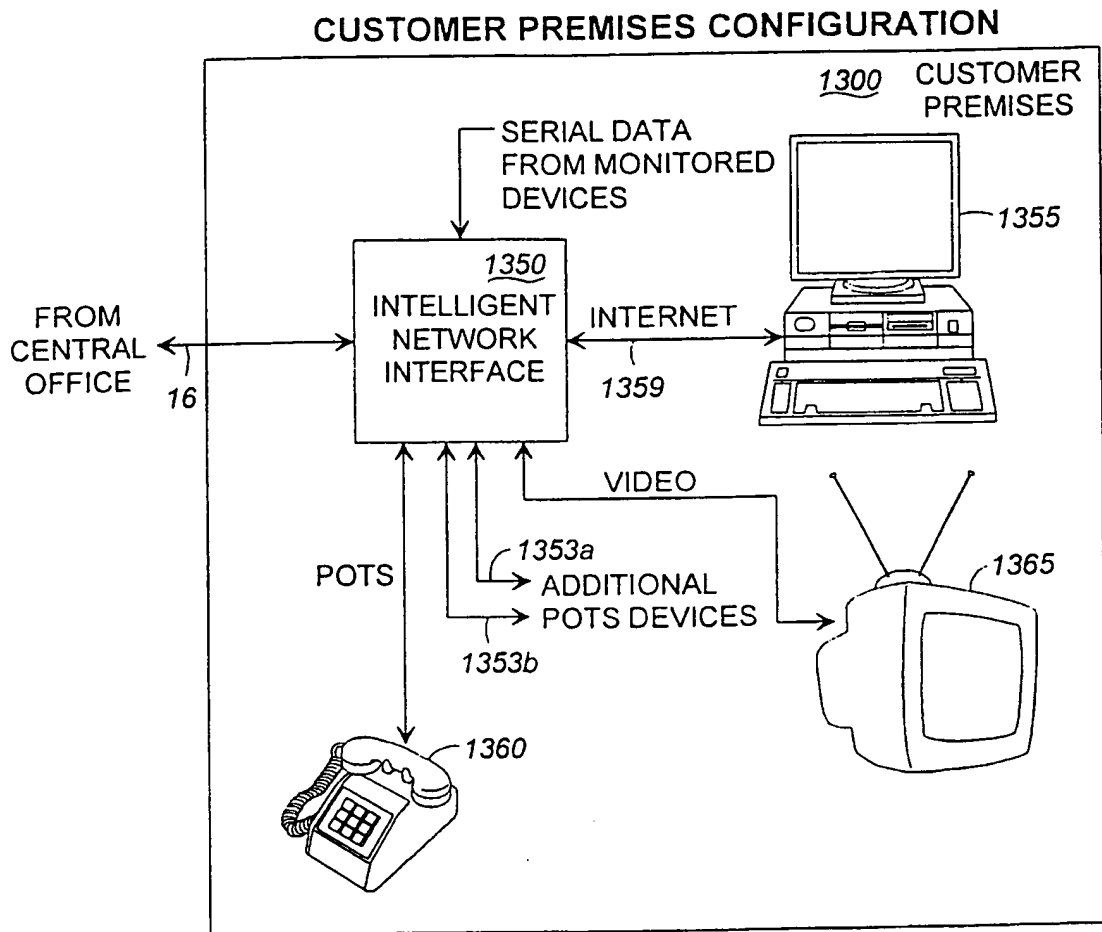 CUSTOMER PREMISES CONFIGURATION
1300
CUSTOMER
PREMISES
SERIAL DATA
FROM MONITORED
DEVICES
1355
1350
INTELLIGENT
NETWORK
INTERFACE
FROM
CENTRAL
OFFICE
16
INTERNET
1359
VIDEO
POTS
1353a
ADDITIONAL
POTS DEVICES
1353b
1365
1360